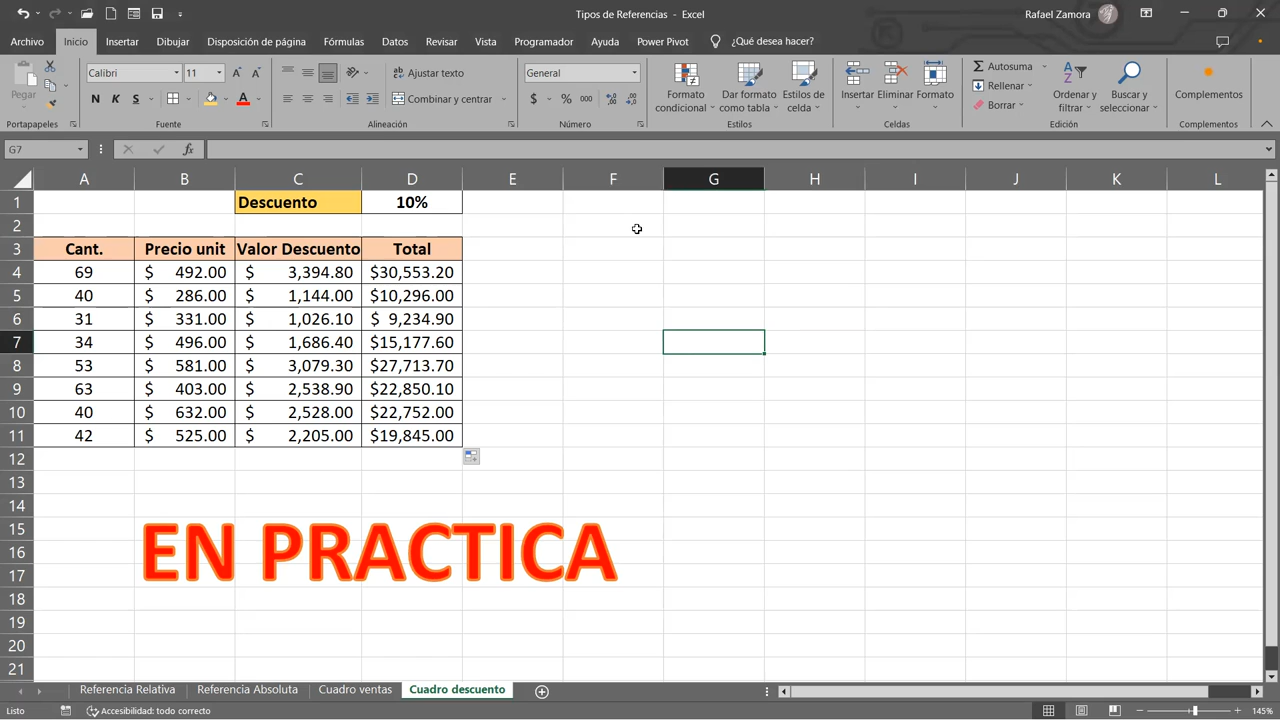 Tipos de Referencias - Excel
Rafael Zamora
Archivo Inicio Insertar Dibujar Disposición de página Fórmulas Datos Revisar Vista Programador Ayuda Power Pivot ¿Qué desea hacer?
Pegar
Calibri 11
N K S
Ajustar texto
Combinar y centrar
General
$ % 000
Formato condicional
Dar formato como tabla
Estilos de celda
Insertar Eliminar Formato
Autosuma
Rellenar
Borrar
Ordenar y filtrar
Buscar y seleccionar
Complementos
Portapapeles Fuente Alineación Número Estilos Celdas Edición Complementos
G7 fx
A B C D E F G H I J K L
1 Descuento 10%
2
3 Cant. Precio unit Valor Descuento Total
4 69 $ 492.00 $ 3,394.80 $30,553.20
5 40 $ 286.00 $ 1,144.00 $10,296.00
6 31 $ 331.00 $ 1,026.10 $ 9,234.90
7 34 $ 496.00 $ 1,686.40 $15,177.60
8 53 $ 581.00 $ 3,079.30 $27,713.70
9 63 $ 403.00 $ 2,538.90 $22,850.10
10 40 $ 632.00 $ 2,528.00 $22,752.00
11 42 $ 525.00 $ 2,205.00 $19,845.00
12
13
14
15
16
17
18
19
20
21
EN PRACTICA
Referencia Relativa Referencia Absoluta Cuadro ventas Cuadro descuento
Listo Accesibilidad: todo correcto 145%